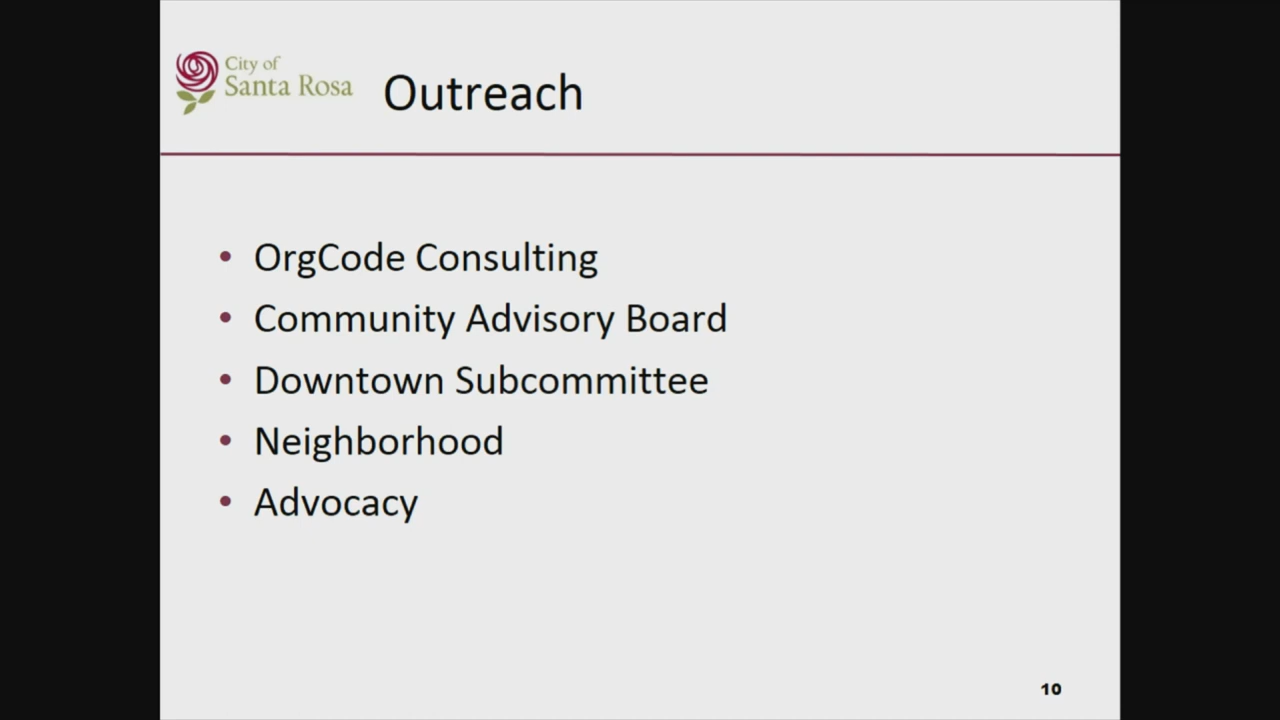 City of
Santa Rosa
Outreach
• OrgCode Consulting
• Community Advisory Board
• Downtown Subcommittee
• Neighborhood
• Advocacy
10